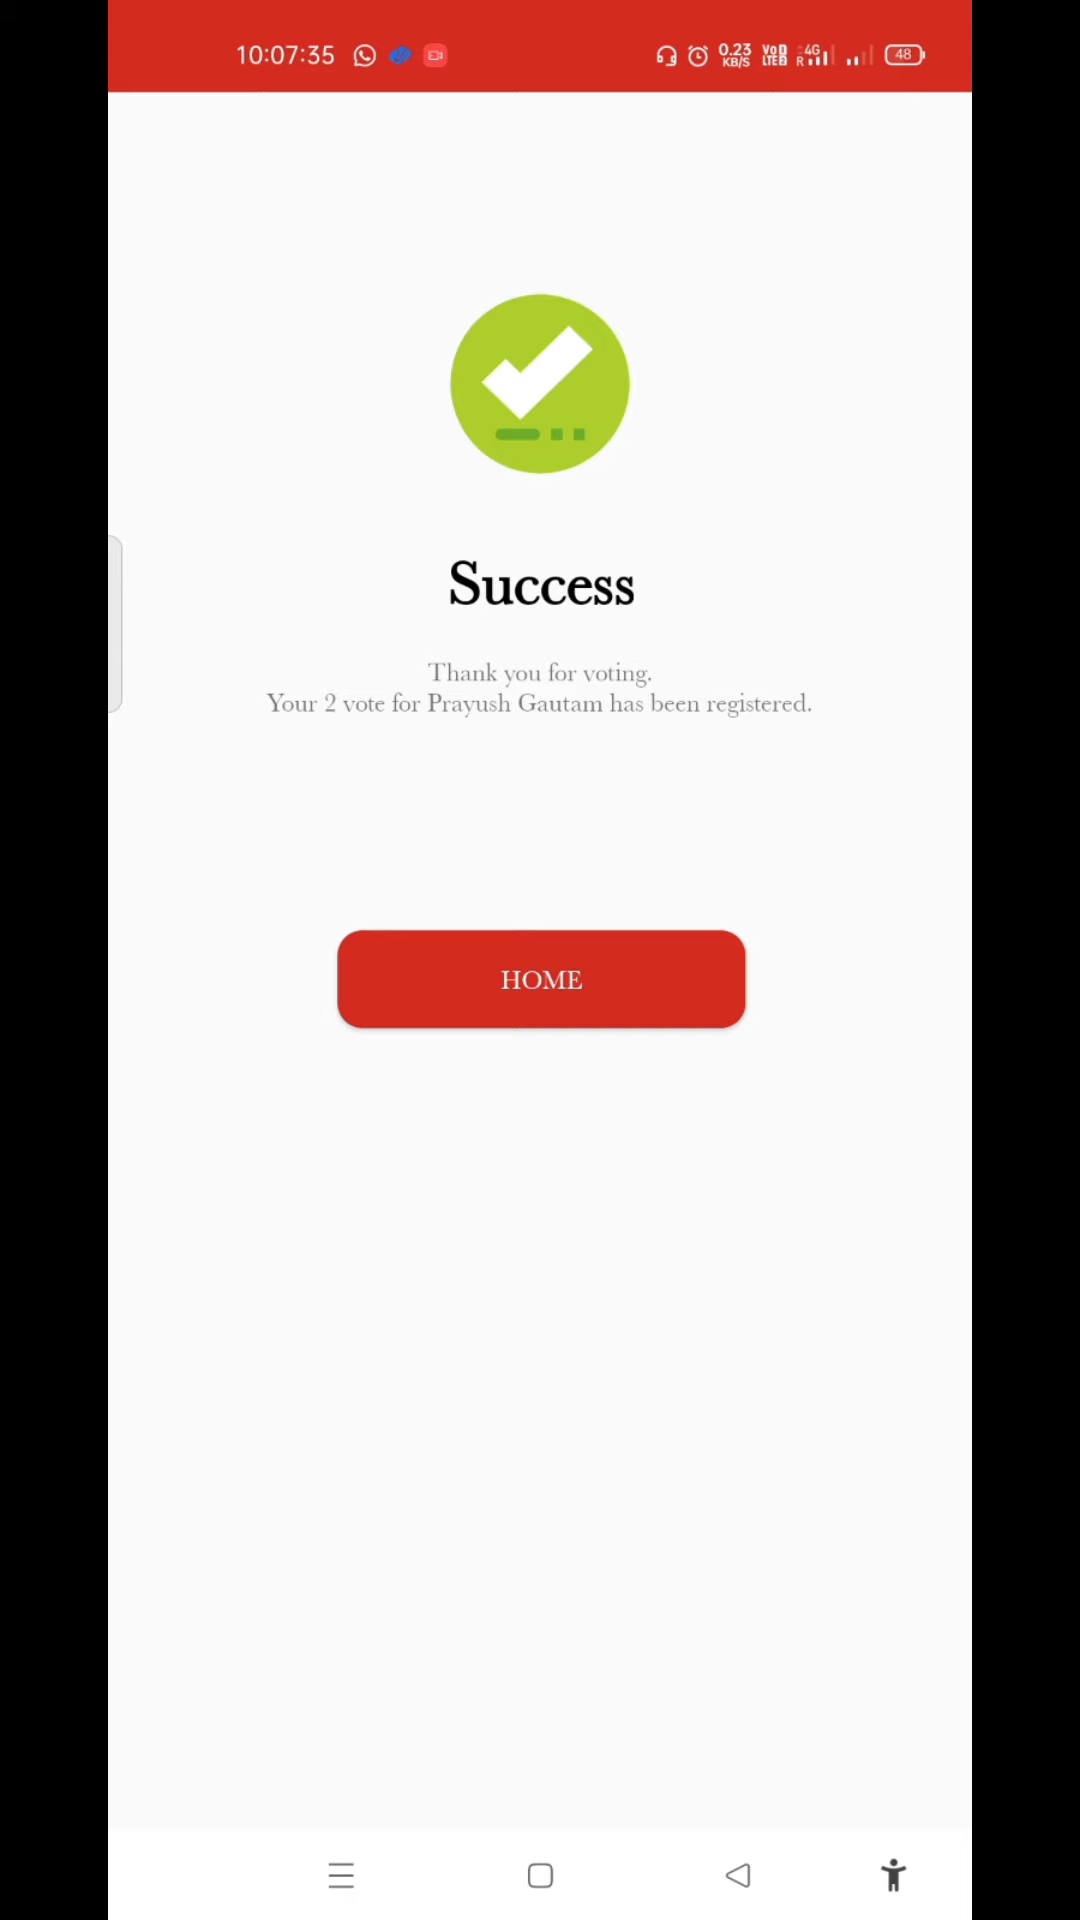 10:07:35 0.23 KB/S Vo LTE 4G R 48
Success
Thank you for voting.
Your 2 vote for Prayush Gautam has been registered.
HOME